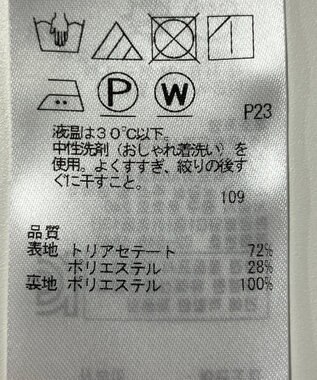 P W P23
液温は30℃以下。
中性洗剤（おしゃれ着洗い）を
使用。よくすすぎ、絞りの後す
ぐに干すこと。
109
品質
表地 トリアセテート 72%
ポリエステル 28%
裏地 ポリエステル 100%